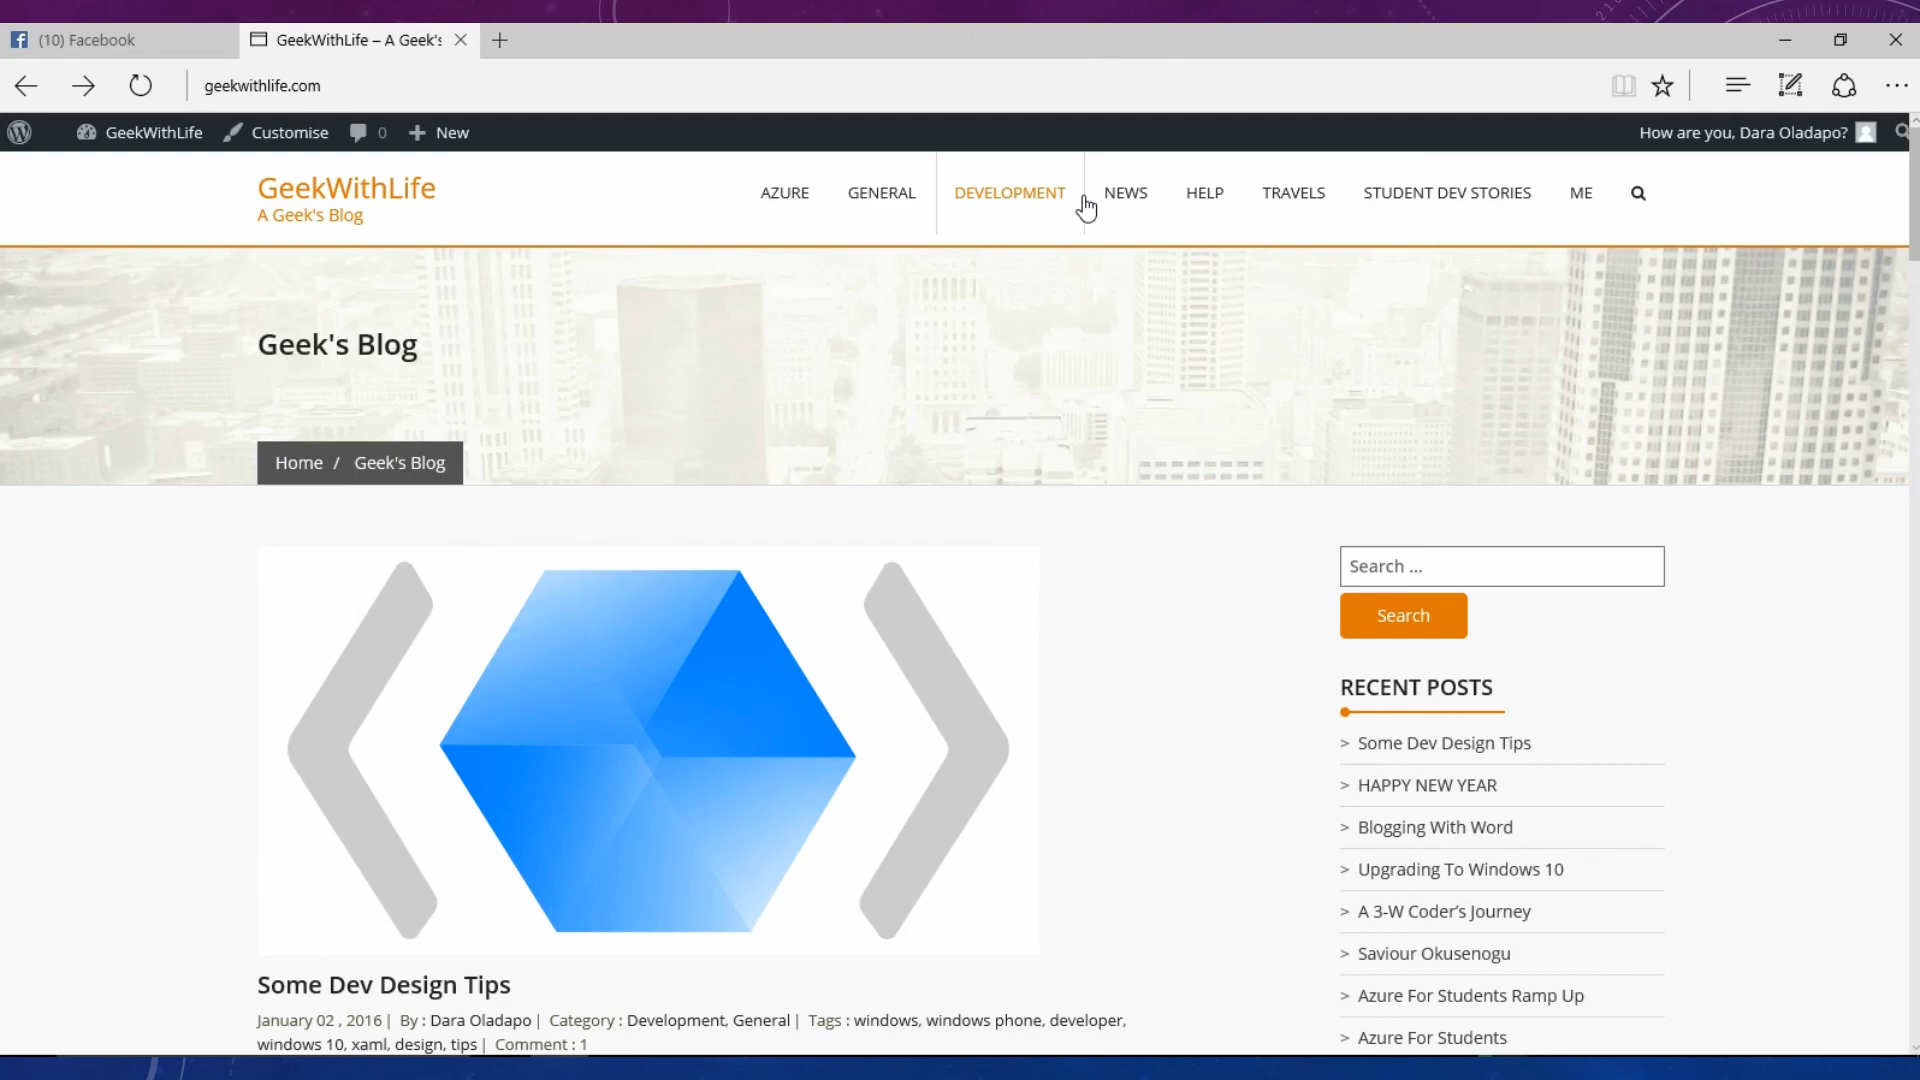 (10) Facebook
GeekWithLife – A Geek's
geekwithlife.com
GeekWithLife
Customise
0
New
How are you, Dara Oladapo?
GeekWithLife
A Geek's Blog
AZURE
GENERAL
DEVELOPMENT
NEWS
HELP
TRAVELS
STUDENT DEV STORIES
ME
Geek's Blog
Home / Geek's Blog
Search ...
Search
RECENT POSTS
> Some Dev Design Tips
> HAPPY NEW YEAR
> Blogging With Word
> Upgrading To Windows 10
> A 3-W Coder’s Journey
> Saviour Okusenogu
> Azure For Students Ramp Up
> Azure For Students
Some Dev Design Tips
January 02 , 2016 | By : Dara Oladapo | Category : Development, General | Tags : windows, windows phone, developer,
windows 10, xaml, design, tips | Comment : 1